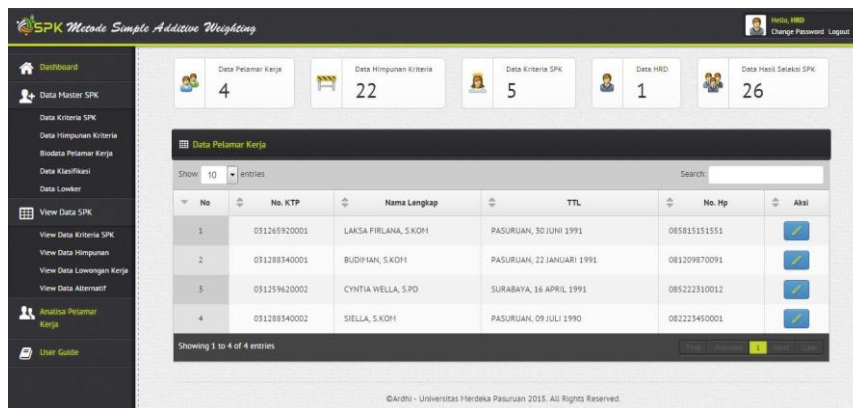 SPK Metode Simple Additive Weighting
Hello, HRD
Change Password Logout
Dashboard
Data Master SPK
Data Kriteria SPK
Data Himpunan Kriteria
Biodata Pelamar Kerja
Data Klasifikasi
Data Lowker
View Data SPK
View Data Kriteria SPK
View Data Himpunan
View Data Lowongan Kerja
View Data Alternatif
Analisa Pelamar
Kerja
User Guide
Data Pelamar Kerja
4
Data Himpunan Kriteria
22
Data Kriteria SPK
5
Data HRD
1
Data Hasil Seleksi SPK
26
Data Pelamar Kerja
Show 10 entries
Search:
No No. KTP Nama Lengkap TTL No. Hp Aksi
1 031265920001 LAKSA FIRLANA, S.KOM PASURUAN, 30 JUNI 1991 085815151551
2 031288340001 BUDIMAN, S.KOM PASURUAN, 22 JANUARI 1991 081209870091
3 031259620002 CYNTIA WELLA, S.PD SURABAYA, 16 APRIL 1991 085222310012
4 031288340002 SIELLA, S.KOM PASURUAN, 09 JULI 1990 082223450001
Showing 1 to 4 of 4 entries
First Previous 1 Next Last
©Ardhi - Universitas Merdeka Pasuruan 2015. All Rights Reserved.